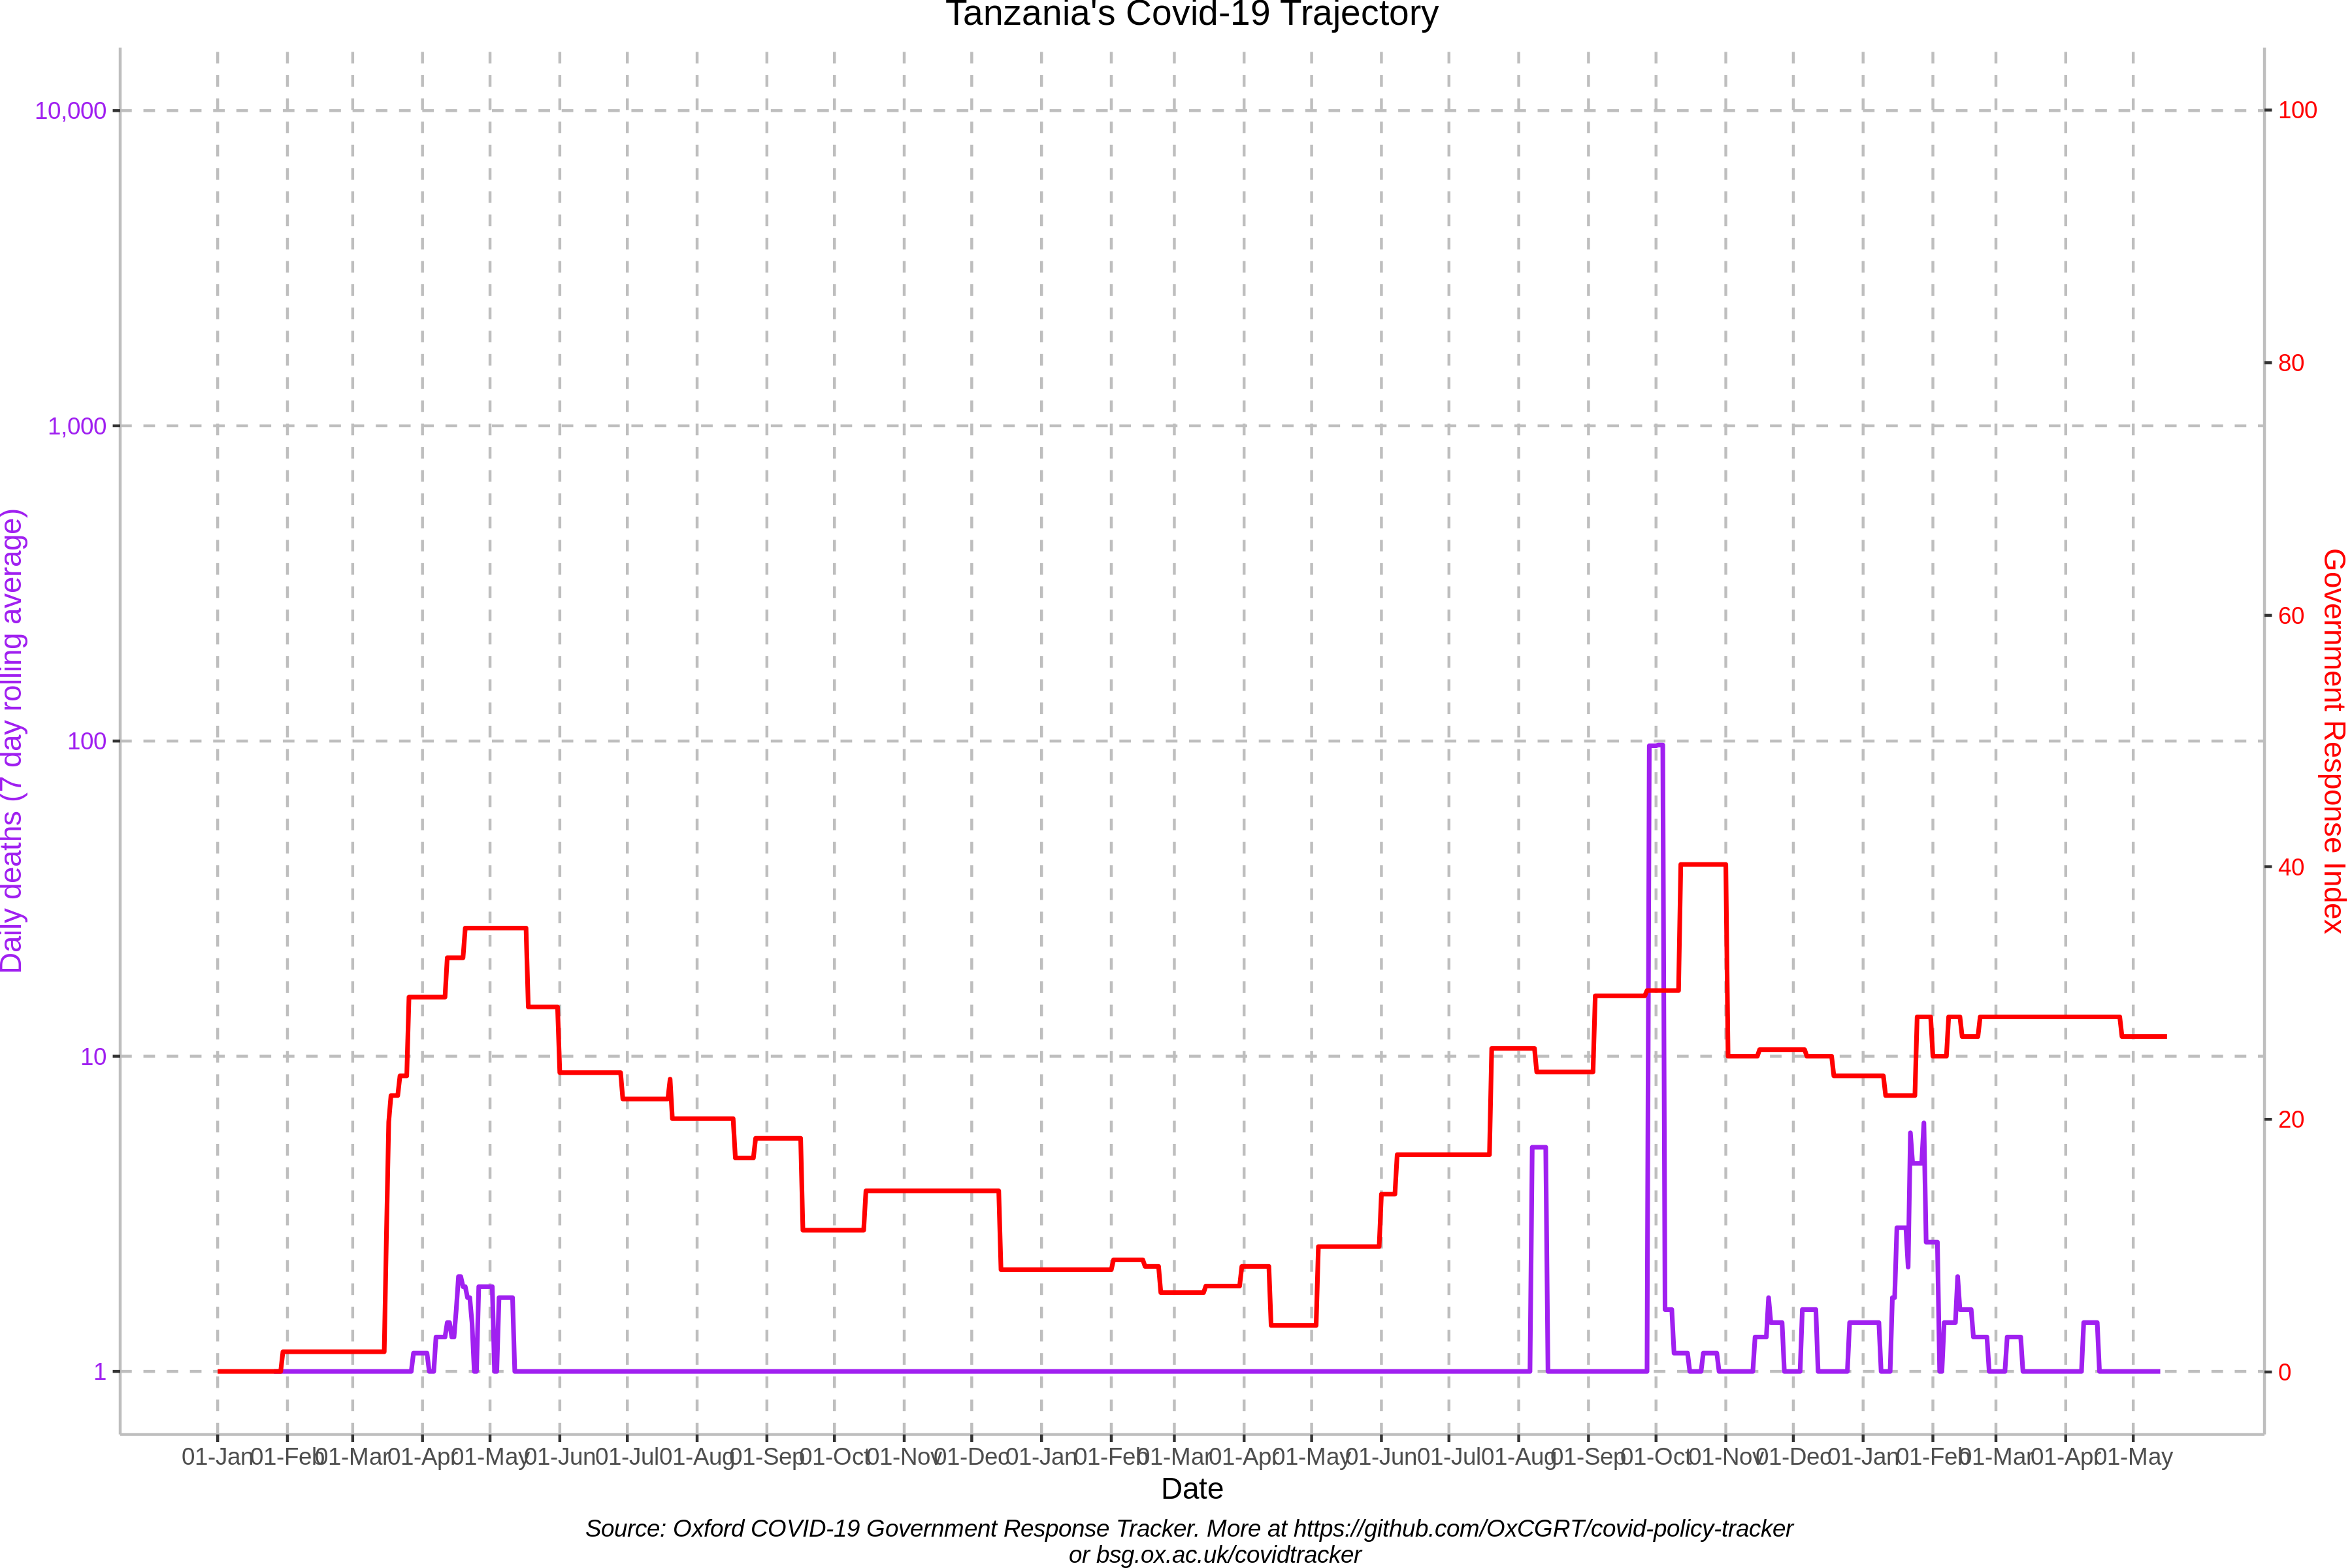 Tanzania's Covid-19 Trajectory
10,000
1,000
100
10
1
Daily deaths (7 day rolling average)
100
80
60
40
20
0
Government Response Index
01-Jan 01-Feb 01-Mar 01-Apr 01-May 01-Jun 01-Jul 01-Aug 01-Sep 01-Oct 01-Nov 01-Dec 01-Jan 01-Feb 01-Mar 01-Apr 01-May 01-Jun 01-Jul 01-Aug 01-Sep 01-Oct 01-Nov 01-Dec 01-Jan 01-Feb 01-Mar 01-Apr 01-May
Date
Source: Oxford COVID-19 Government Response Tracker. More at https://github.com/OxCGRT/covid-policy-tracker
or bsg.ox.ac.uk/covidtracker